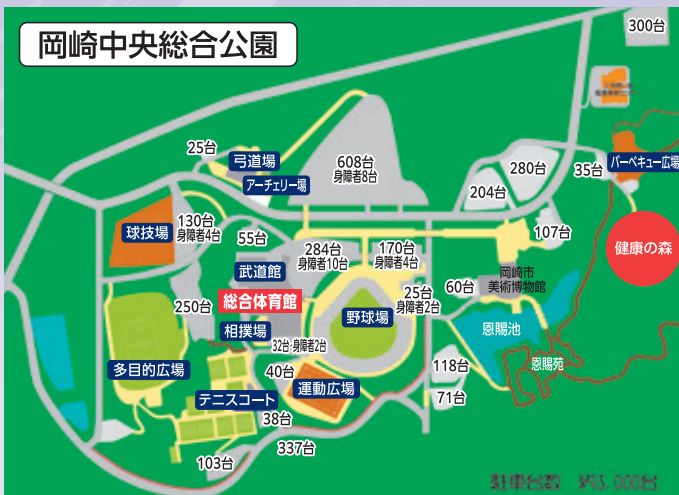 岡崎中央総合公園
300台
25台
弓道場
アーチェリー場
608台
身障者8台
280台
204台
35台
バーベキュー広場
130台
身障者4台
球技場
55台
武道館
284台
身障者10台
170台
身障者4台
107台
健康の森
岡崎市
美術博物館
250台
総合体育館
相撲場
野球場
25台
身障者2台
60台
恩賜池
32台・身障者2台
多目的広場
40台
運動広場
118台
恩賜苑
テニスコート
38台
71台
337台
103台
駐車台数 約3,000台